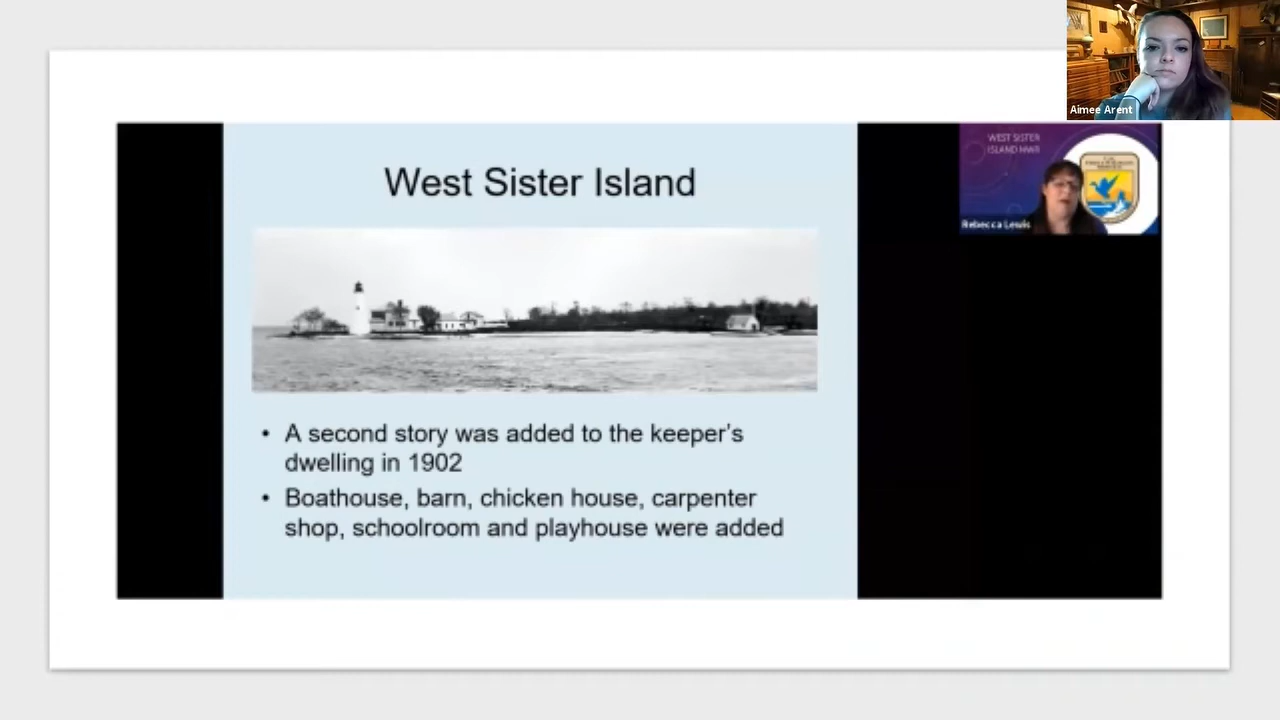 Aimee Arent
WEST SISTER
ISLAND NWR
Rebecca Lewis
West Sister Island
• A second story was added to the keeper's
dwelling in 1902
• Boathouse, barn, chicken house, carpenter
shop, schoolroom and playhouse were added